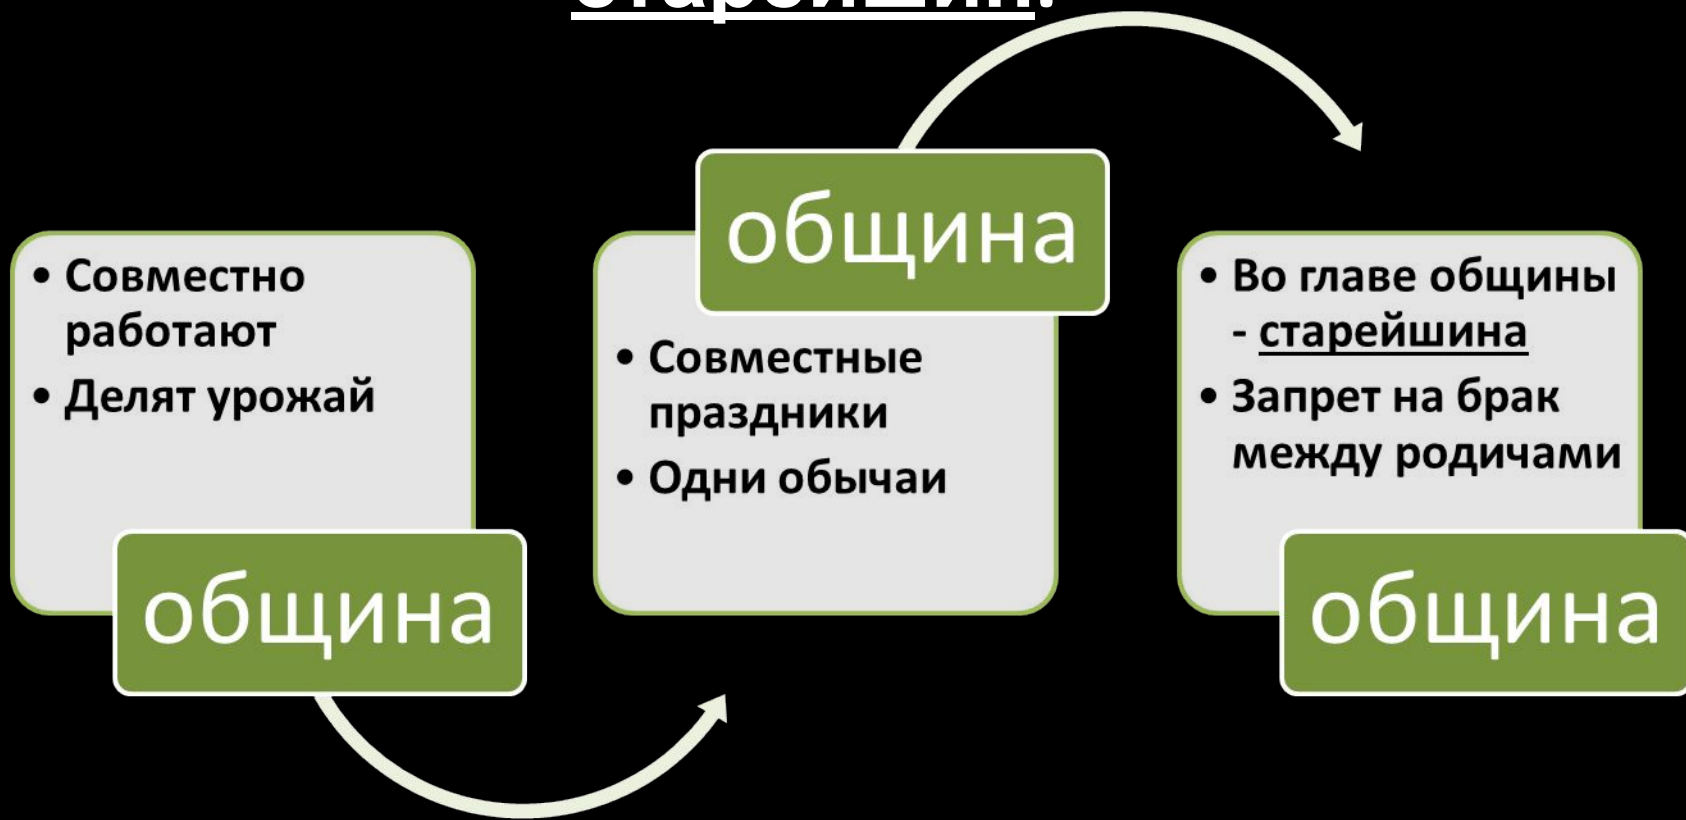 старейшин.
• Совместно
работают
• Делят урожай
община
община
• Совместные
праздники
• Одни обычаи
• Во главе общины
- старейшина
• Запрет на брак
между родичами
община